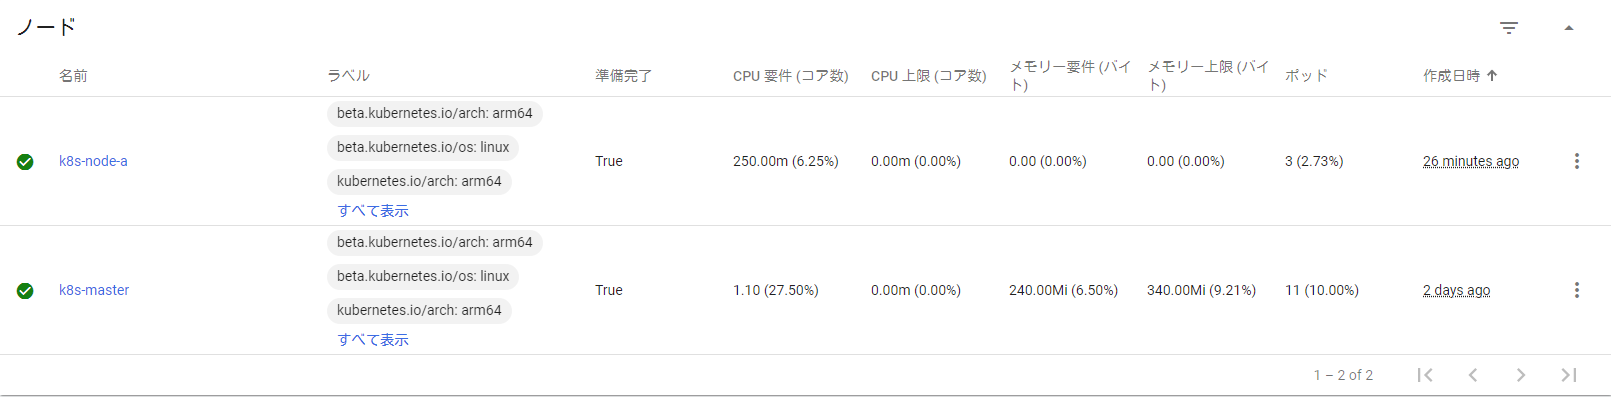 ノード
名前 ラベル 準備完了 CPU 要件 (コア数) CPU 上限 (コア数) メモリー要件 (バイト) メモリー上限 (バイト) ポッド 作成日時
beta.kubernetes.io/arch: arm64
beta.kubernetes.io/os: linux
k8s-node-a True 250.00m (6.25%) 0.00m (0.00%) 0.00 (0.00%) 0.00 (0.00%) 3 (2.73%) 26 minutes ago
kubernetes.io/arch: arm64
すべて表示
beta.kubernetes.io/arch: arm64
beta.kubernetes.io/os: linux
k8s-master True 1.10 (27.50%) 0.00m (0.00%) 240.00Mi (6.50%) 340.00Mi (9.21%) 11 (10.00%) 2 days ago
kubernetes.io/arch: arm64
すべて表示
1 – 2 of 2